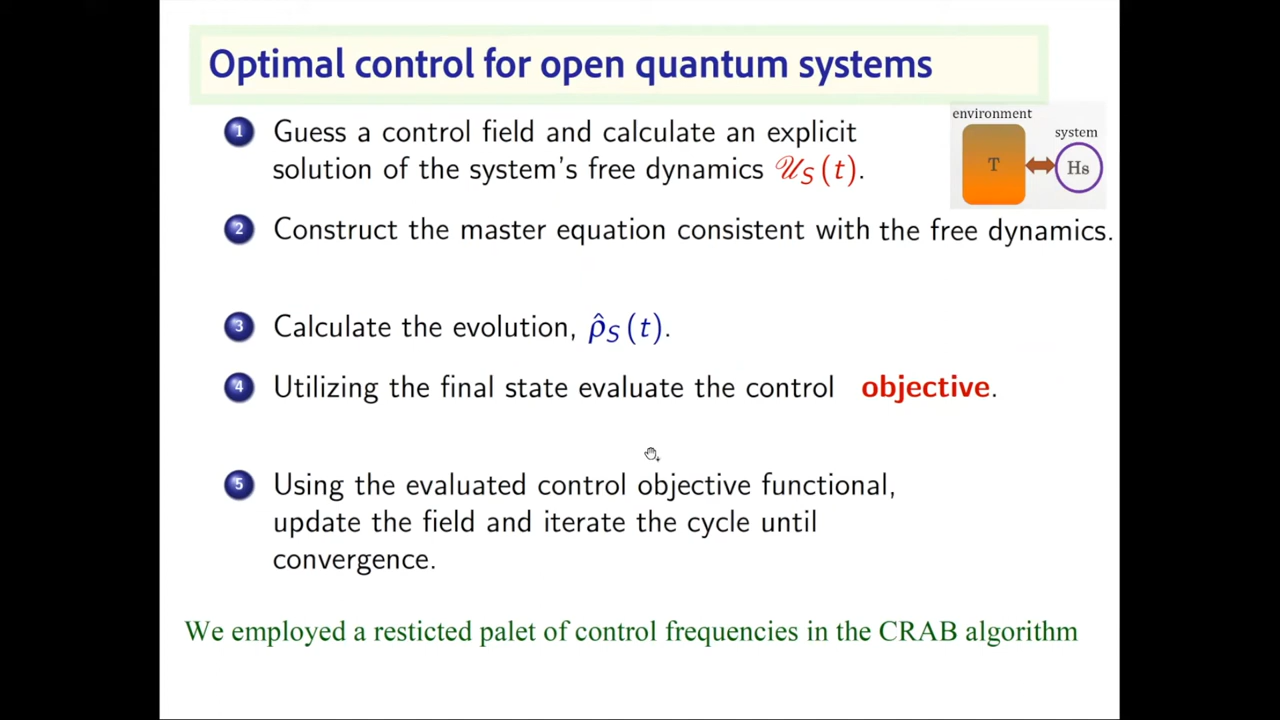 Optimal control for open quantum systems
1 Guess a control field and calculate an explicit
solution of the system's free dynamics 𝒰S(t).
environment
system
T
Hs
2 Construct the master equation consistent with the free dynamics.
3 Calculate the evolution, ρ̂S(t).
4 Utilizing the final state evaluate the control objective.
5 Using the evaluated control objective functional,
update the field and iterate the cycle until
convergence.
We employed a resticted palet of control frequencies in the CRAB algorithm